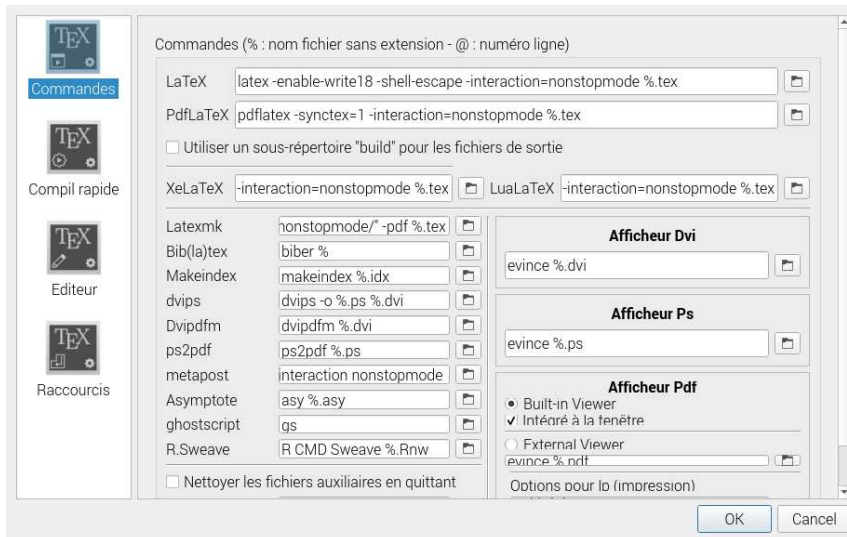 TEX
Commandes
TEX
Compil rapide
TEX
Editeur
TEX
Raccourcis
Commandes (% : nom fichier sans extension - @ : numéro ligne)
LaTeX latex -enable-write18 -shell-escape -interaction=nonstopmode %.tex
PdfLaTeX pdflatex -synctex=1 -interaction=nonstopmode %.tex
Utiliser un sous-répertoire "build" pour les fichiers de sortie
XeLaTeX -interaction=nonstopmode %.tex LuaLaTeX -interaction=nonstopmode %.tex
Latexmk nonstopmode/" -pdf %.tex
Bib(la)tex biber %
Makeindex makeindex %.idx
dvips dvips -o %.ps %.dvi
Dvipdfm dvipdfm %.dvi
ps2pdf ps2pdf %.ps
metapost interaction nonstopmode
Asymptote asy %.asy
ghostscript gs
R.Sweave R CMD Sweave %.Rnw
Nettoyer les fichiers auxiliaires en quittant
Afficheur Dvi
evince %.dvi
Afficheur Ps
evince %.ps
Afficheur Pdf
Built-in Viewer
Intégré à la fenêtre
External Viewer
evince %.pdf
Options pour lp (impression)
OK Cancel